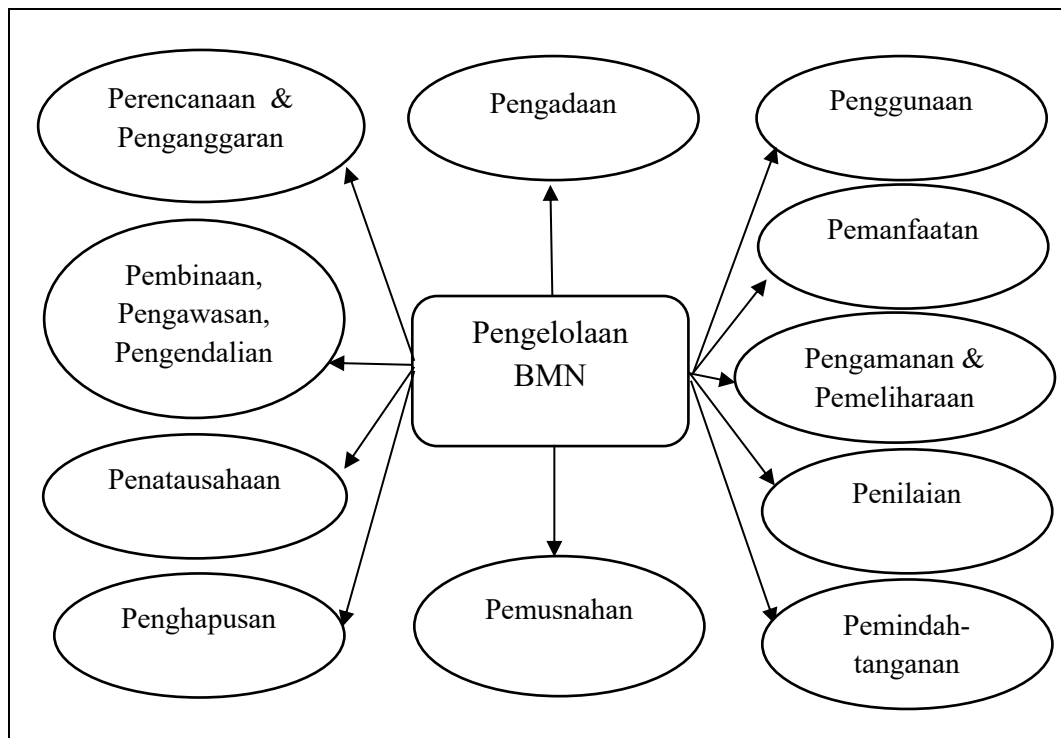 Perencanaan &
Penganggaran
Pengadaan
Penggunaan
Pemanfaatan
Pembinaan,
Pengawasan,
Pengendalian
Pengelolaan
BMN
Pengamanan &
Pemeliharaan
Penatausahaan
Penilaian
Penghapusan
Pemusnahan
Pemindah-
tanganan